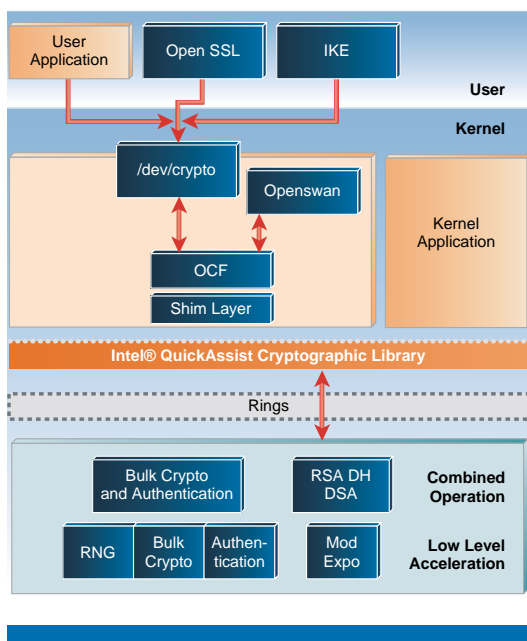 User
Application
Open SSL
IKE
User
Kernel
/dev/crypto
Openswan
Kernel
Application
OCF
Shim Layer
Intel® QuickAssist Cryptographic Library
Rings
Bulk Crypto
and Authentication
RSA DH
DSA
Combined
Operation
RNG
Bulk
Crypto
Authen-
tication
Mod
Expo
Low Level
Acceleration